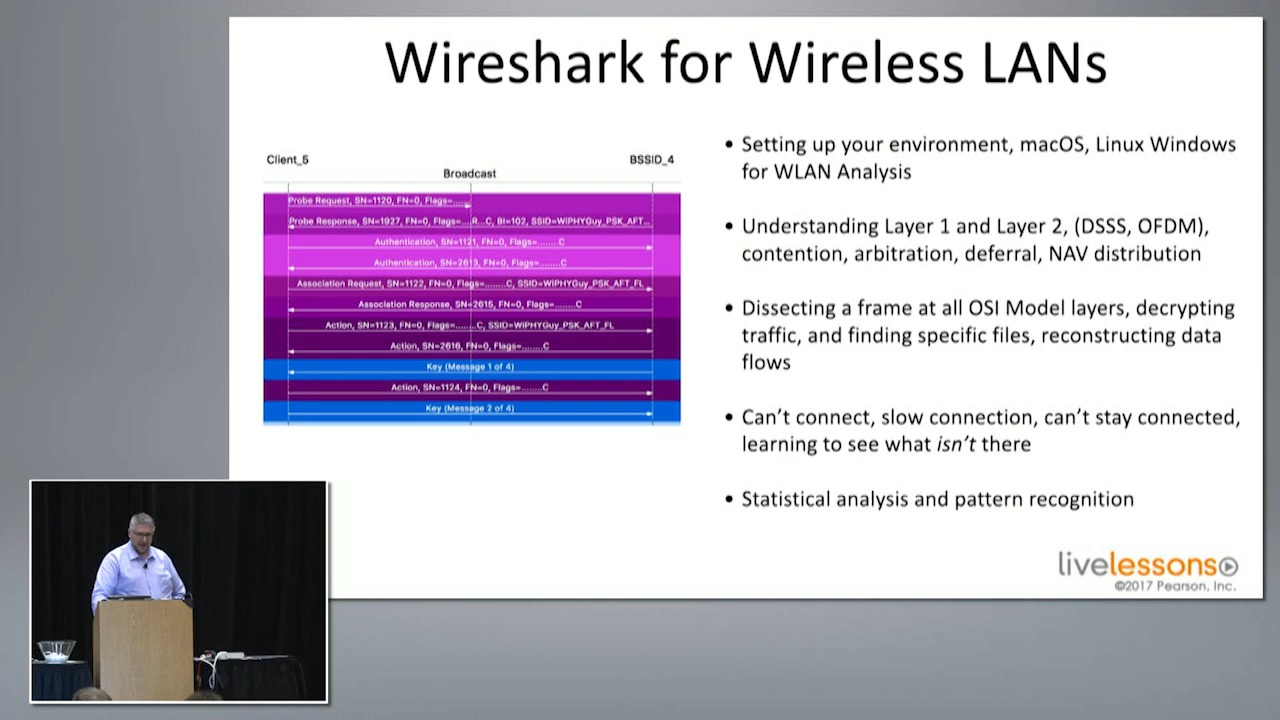 Wireshark for Wireless LANs
Client_5
BSSID_4
Broadcast
Probe Request, SN=1120, FN=0, Flags=........
Probe Response, SN=1927, FN=0, Flags=....R...C, BI=102, SSID=WiPHYGuy_PSK_AFT...
Authentication, SN=1121, FN=0, Flags=........C
Authentication, SN=2613, FN=0, Flags=........C
Association Request, SN=1122, FN=0, Flags=........C, SSID=WiPHYGuy_PSK_AFT_FL
Association Response, SN=2615, FN=0, Flags=........C
Action, SN=1123, FN=0, Flags=........C, SSID=WiPHYGuy_PSK_AFT_FL
Action, SN=2616, FN=0, Flags=........C
Key (Message 1 of 4)
Action, SN=1124, FN=0, Flags=........C
Key (Message 2 of 4)
• Setting up your environment, macOS, Linux Windows
for WLAN Analysis
• Understanding Layer 1 and Layer 2, (DSSS, OFDM),
contention, arbitration, deferral, NAV distribution
• Dissecting a frame at all OSI Model layers, decrypting
traffic, and finding specific files, reconstructing data
flows
• Can't connect, slow connection, can't stay connected,
learning to see what isn't there
• Statistical analysis and pattern recognition
livelessons
©2017 Pearson, Inc.